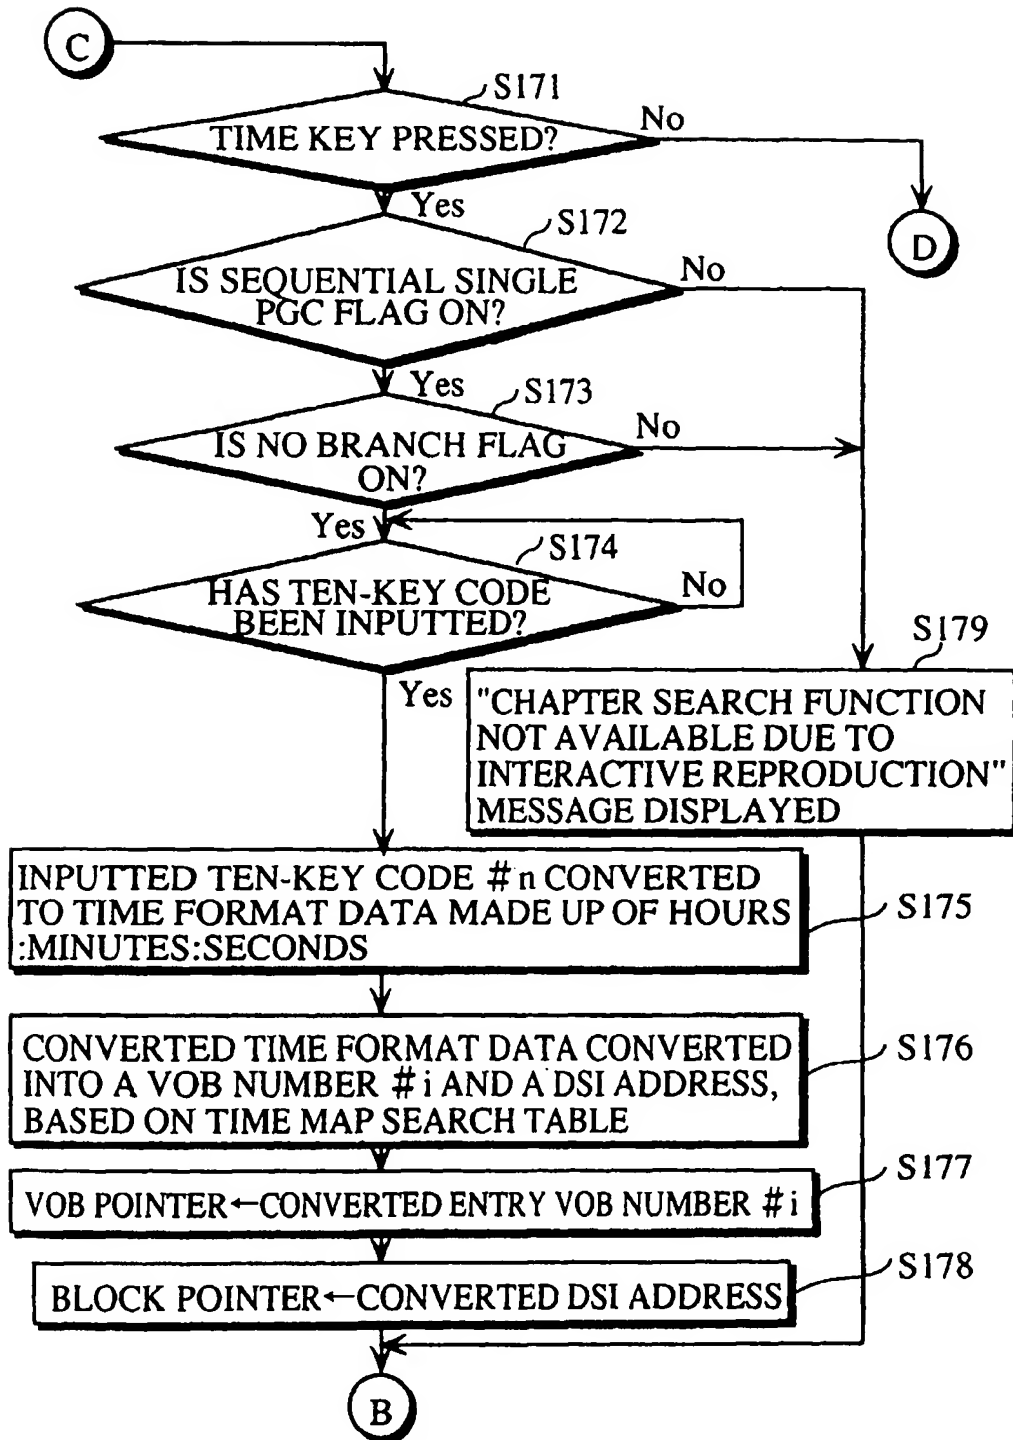 C
S171
TIME KEY PRESSED?
No
Yes
D
S172
IS SEQUENTIAL SINGLE
PGC FLAG ON?
No
Yes
S173
IS NO BRANCH FLAG
ON?
No
Yes
S174
HAS TEN-KEY CODE
BEEN INPUTTED?
No
Yes
S179
"CHAPTER SEARCH FUNCTION
NOT AVAILABLE DUE TO
INTERACTIVE REPRODUCTION"
MESSAGE DISPLAYED
INPUTTED TEN-KEY CODE #n CONVERTED
TO TIME FORMAT DATA MADE UP OF HOURS
:MINUTES:SECONDS
S175
CONVERTED TIME FORMAT DATA CONVERTED
INTO A VOB NUMBER #i AND A DSI ADDRESS,
BASED ON TIME MAP SEARCH TABLE
S176
VOB POINTER←CONVERTED ENTRY VOB NUMBER #i
S177
BLOCK POINTER←CONVERTED DSI ADDRESS
S178
B